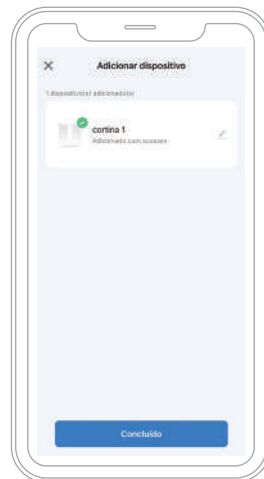 Adicionar dispositivo
1 dispositivo(s) adicionado(s)
cortina 1
Adicionado com sucesso
Concluído